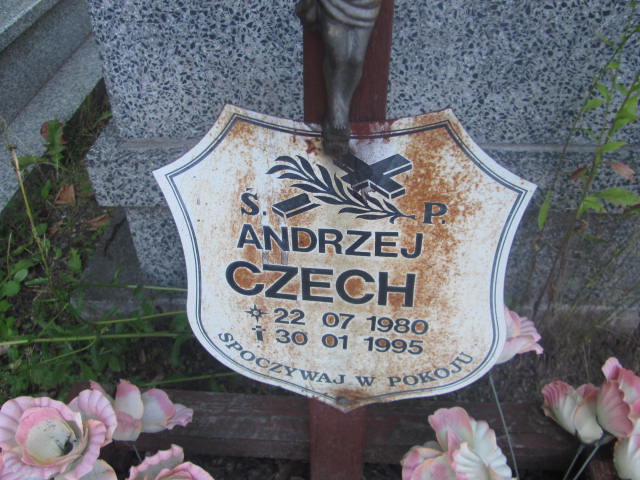 Ś. P.
ANDRZEJ
CZECH
22 07 1980
30 01 1995
SPOCZYWAJ W POKOJU